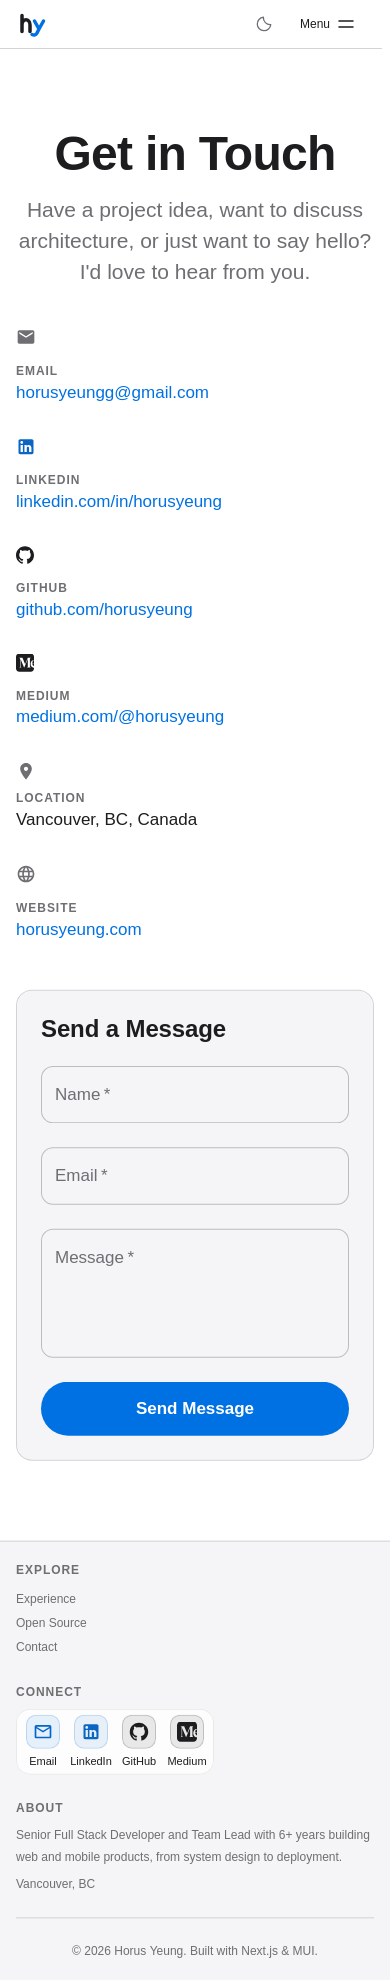 hy
Menu
Get in Touch
Have a project idea, want to discuss
architecture, or just want to say hello?
I'd love to hear from you.
EMAIL
horusyeungg@gmail.com
LINKEDIN
linkedin.com/in/horusyeung
GITHUB
github.com/horusyeung
MEDIUM
medium.com/@horusyeung
LOCATION
Vancouver, BC, Canada
WEBSITE
horusyeung.com
Send a Message
Name *
Email *
Message *
Send Message
EXPLORE
Experience
Open Source
Contact
CONNECT
Email LinkedIn GitHub Medium
ABOUT
Senior Full Stack Developer and Team Lead with 6+ years building
web and mobile products, from system design to deployment.
Vancouver, BC
© 2026 Horus Yeung. Built with Next.js & MUI.